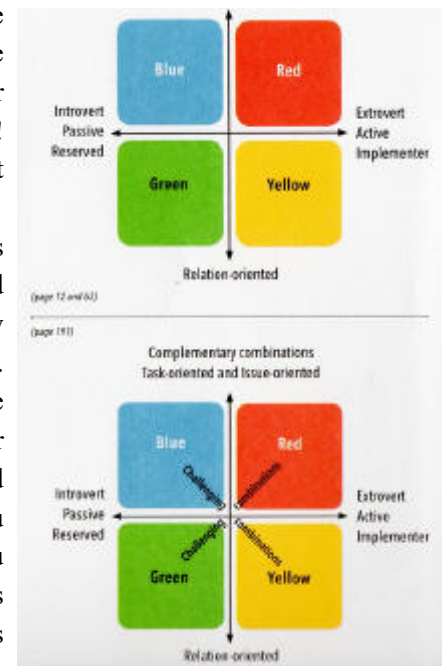 Blue
Red
Introvert
Passive
Reserved
Extrovert
Active
Implementer
Green
Yellow
Relation-oriented
(page 12 and 62)
(page 191)
Complementary combinations
Task-oriented and Issue-oriented
Blue
Red
Challenging
combinations
Introvert
Passive
Reserved
Extrovert
Active
Implementer
Challenging
combinations
Green
Yellow
Relation-oriented